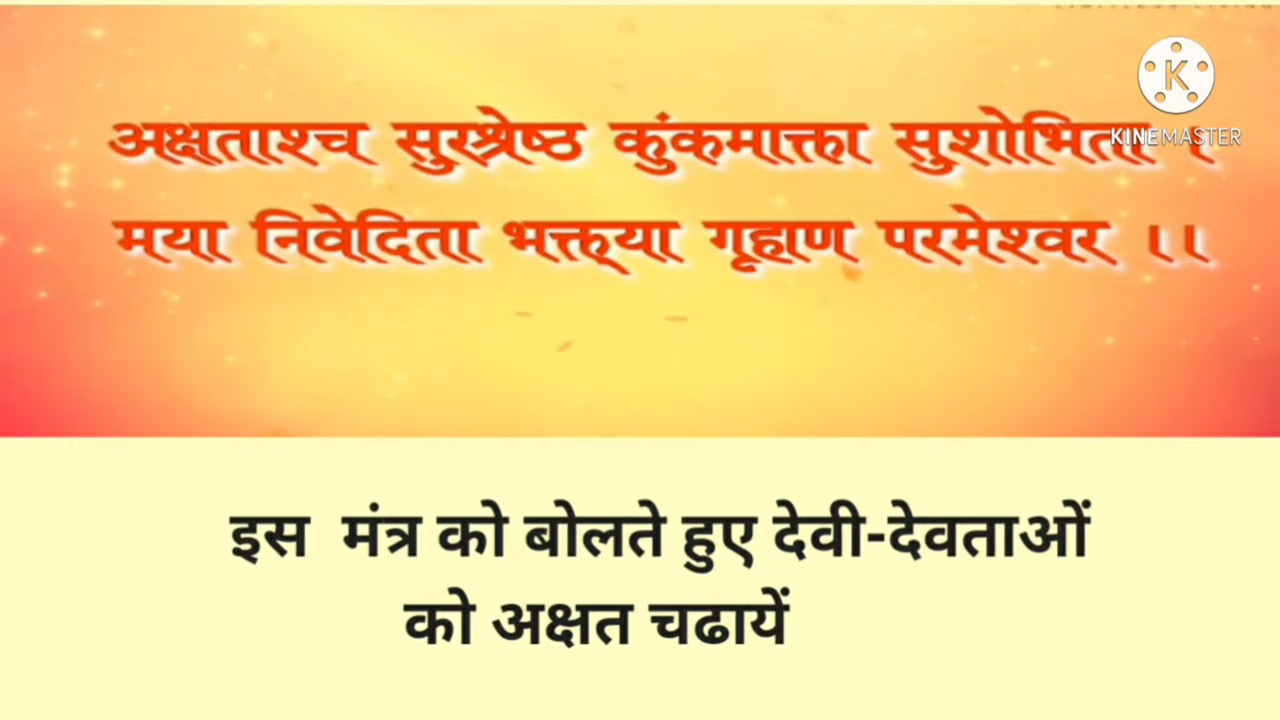 KINEMASTER
अक्षताश्च सुरश्रेष्ठ कुंकमाक्ता सुशोभिता ।
मया निवेदिता भक्त्या गृहाण परमेश्वर ।।
इस मंत्र को बोलते हुए देवी-देवताओं
को अक्षत चढायें